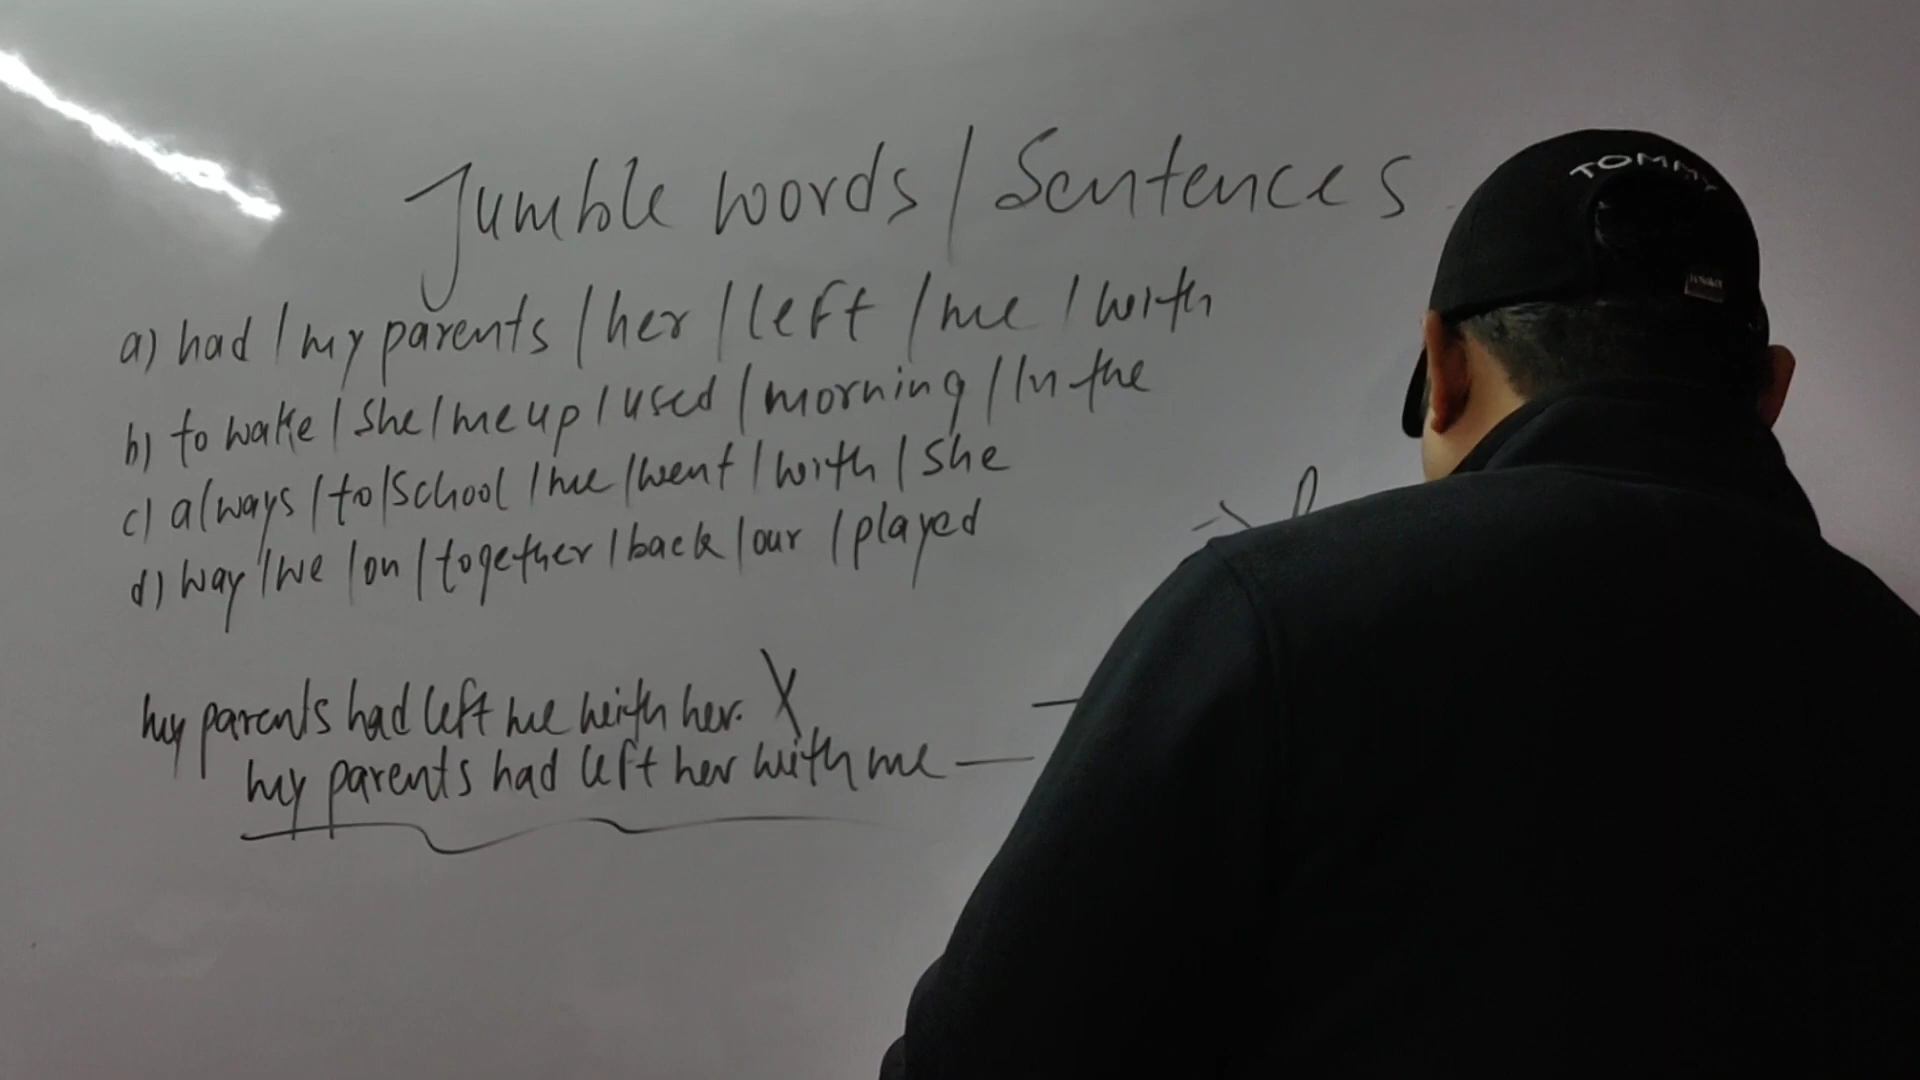 Jumble words / Sentences
TOMMY
a) had / my parents / her / left / me / with
b) to wake / she / me up / used / morning / In the
c) always / to / School / me / went / with / she
d) way / we / on / together / back / our / played
my parents had left me with her. X
my parents had left her with me —